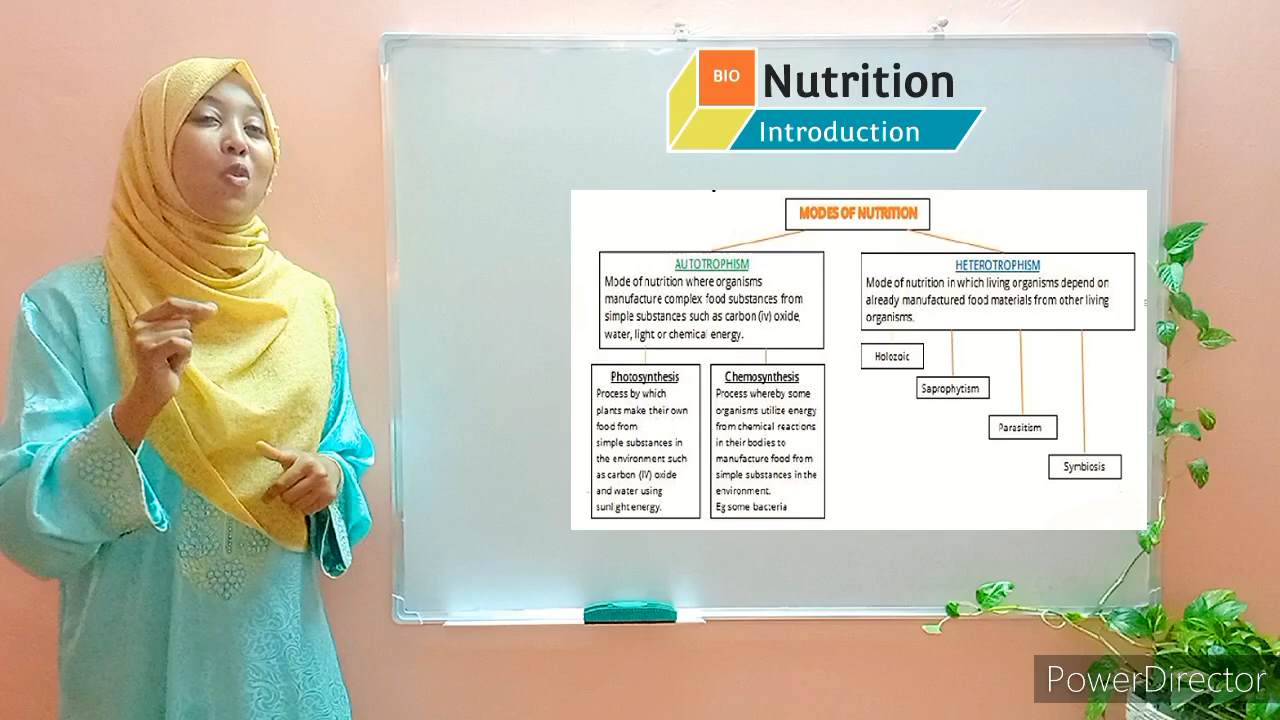 BIO
Nutrition
Introduction
MODES OF NUTRITION
AUTOTROPHISM
Mode of nutrition where organisms
manufacture complex food substances from
simple substances such as carbon (iv) oxide,
water, light or chemical energy.
HETEROTROPHISM
Mode of nutrition in which living organisms depend on
already manufactured food materials from other living
organisms.
Photosynthesis
Process by which
plants make their own
food from
simple substances in
the environment such
as carbon (IV) oxide
and water using
sunlight energy.
Chemosynthesis
Process whereby some
organisms utilize energy
from chemical reactions
in their bodies to
manufacture food from
simple substances in the
environment.
Eg some bacteria
Holozoic
Saprophytism
Parasitism
Symbiosis
PowerDirector